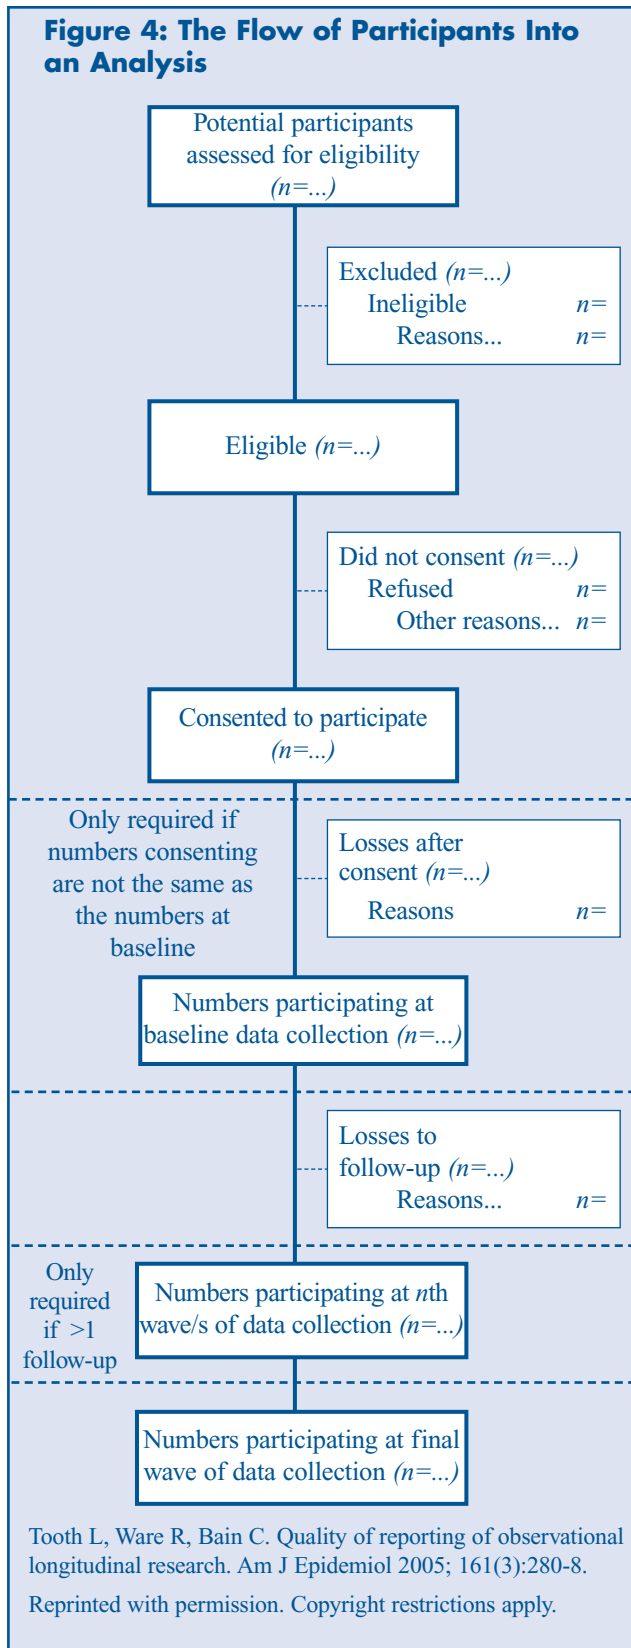 Figure 4: The Flow of Participants Into
an Analysis
Potential participants
assessed for eligibility
(n=...)
Excluded (n=...)
Ineligible n=
Reasons... n=
Eligible (n=...)
Did not consent (n=...)
Refused n=
Other reasons... n=
Consented to participate
(n=...)
Only required if
numbers consenting
are not the same as
the numbers at
baseline
Losses after
consent (n=...)
Reasons n=
Numbers participating at
baseline data collection (n=...)
Losses to
follow-up (n=...)
Reasons... n=
Only
required
if >1
follow-up
Numbers participating at nth
wave/s of data collection (n=...)
Numbers participating at final
wave of data collection (n=...)
Tooth L, Ware R, Bain C. Quality of reporting of observational
longitudinal research. Am J Epidemiol 2005; 161(3):280-8.
Reprinted with permission. Copyright restrictions apply.